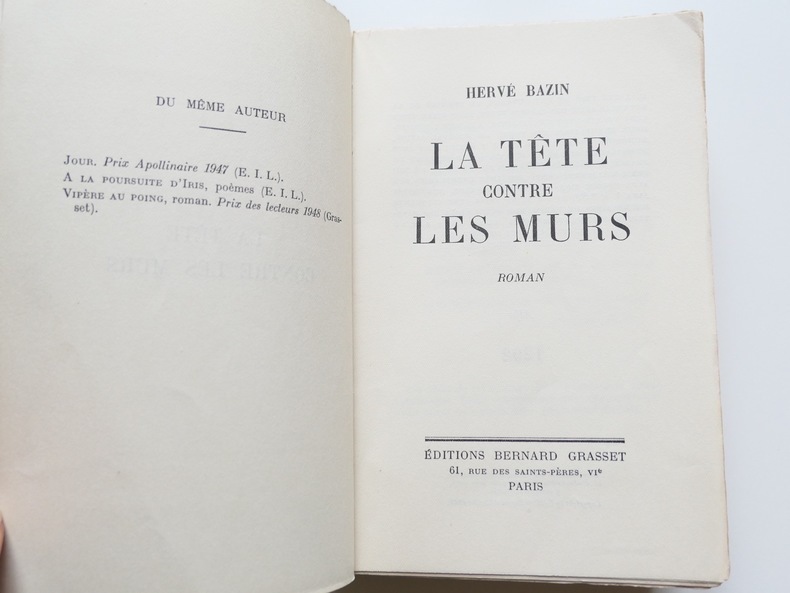 DU MÊME AUTEUR
JOUR. Prix Apollinaire 1947 (E. I. L.).
A LA POURSUITE D'IRIS, poèmes (E. I. L.).
VIPÈRE AU POING, roman. Prix des lecteurs 1948 (Gras-
set).
HERVÉ BAZIN
LA TÊTE
CONTRE
LES MURS
ROMAN
ÉDITIONS BERNARD GRASSET
61, RUE DES SAINTS-PÈRES, VIe
PARIS